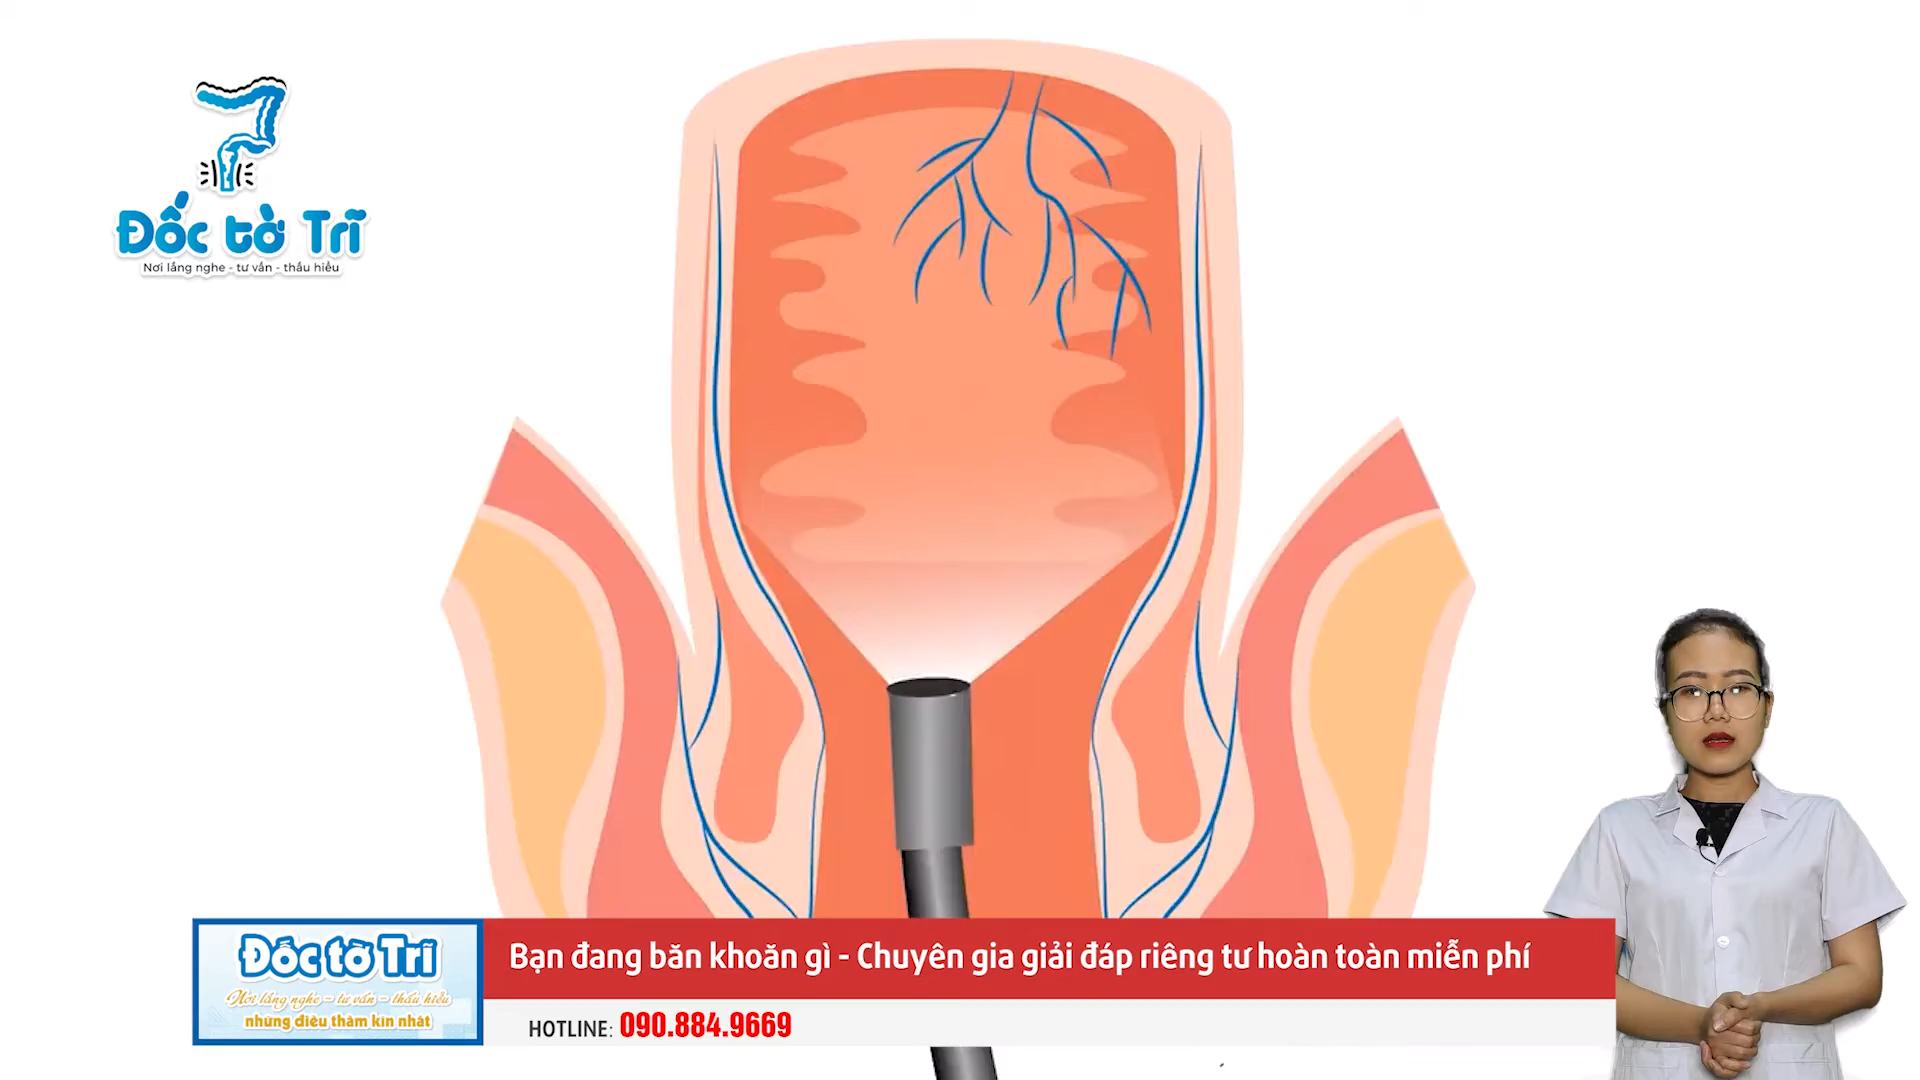 Đốc tờ Trĩ
Nơi lắng nghe - tư vấn - thấu hiểu
Đốc tờ Trĩ
Nơi lắng nghe - tư vấn - thấu hiểu
những điều thầm kín nhất
Bạn đang băn khoăn gì - Chuyên gia giải đáp riêng tư hoàn toàn miễn phí
HOTLINE: 090.884.9669